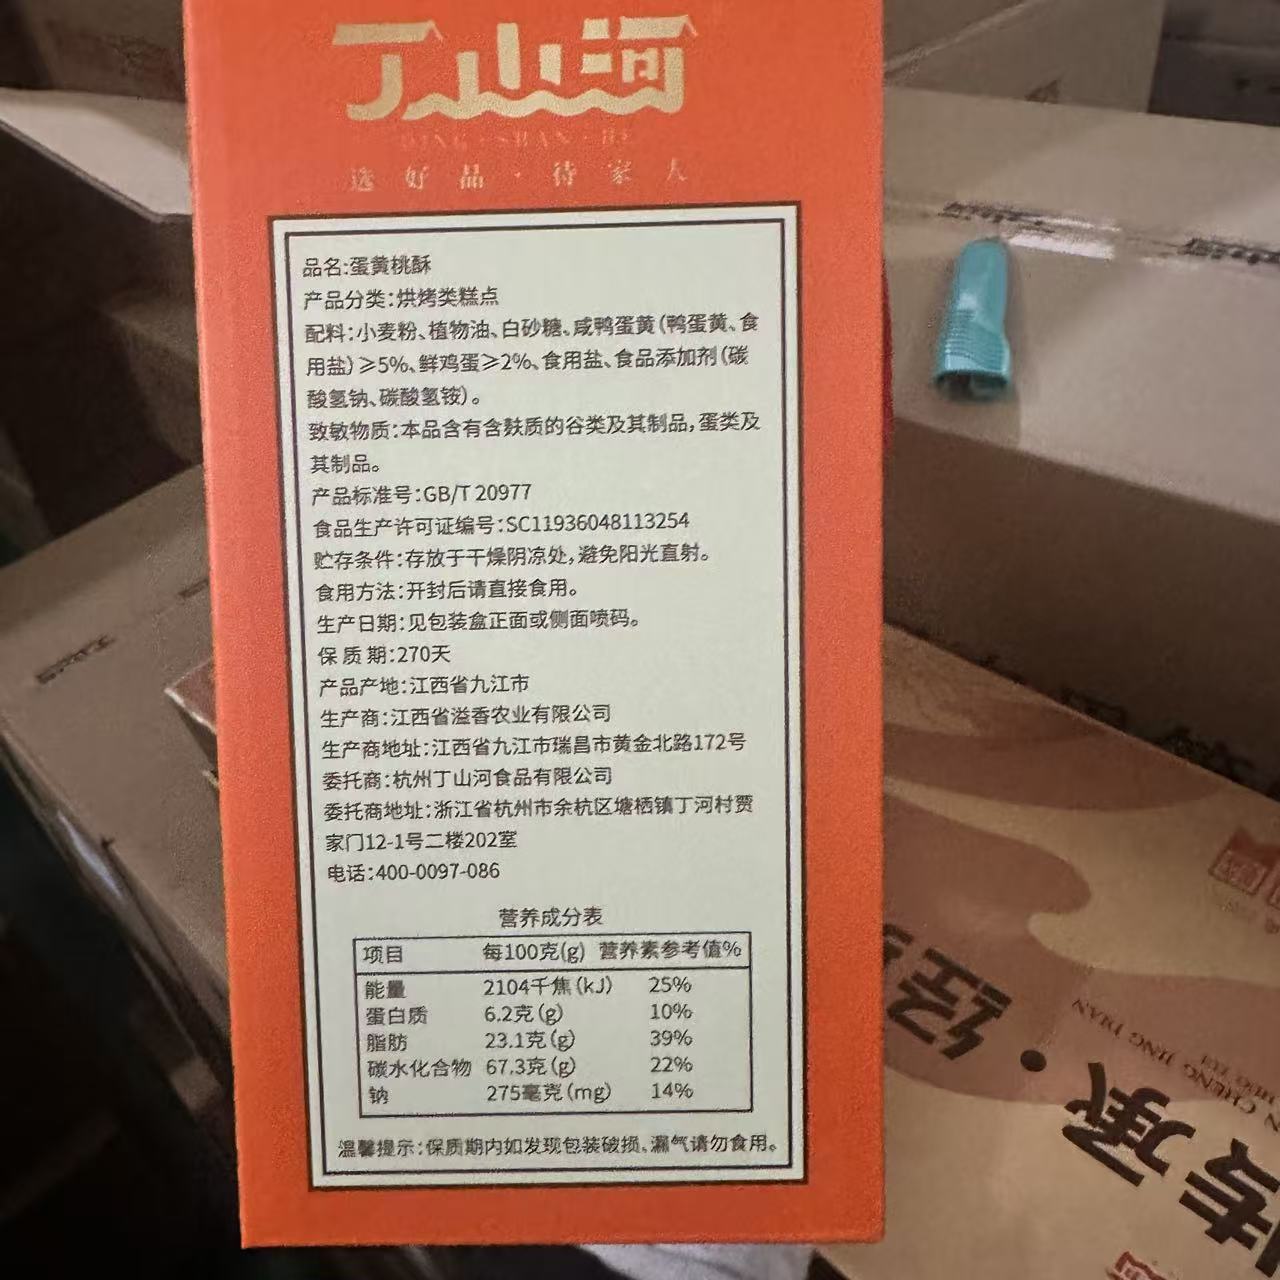 丁山河
DING·SHAN·HE
选好品·待家人
品名:蛋黄桃酥
产品分类:烘烤类糕点
配料:小麦粉、植物油、白砂糖、咸鸭蛋黄(鸭蛋黄、食
用盐)≥5%、鲜鸡蛋≥2%、食用盐、食品添加剂(碳
酸氢钠、碳酸氢铵)。
致敏物质:本品含有含麸质的谷类及其制品,蛋类及
其制品。
产品标准号:GB/T 20977
食品生产许可证编号:SC11936048113254
贮存条件:存放于干燥阴凉处,避免阳光直射。
食用方法:开封后请直接食用。
生产日期:见包装盒正面或侧面喷码。
保质期:270天
产品产地:江西省九江市
生产商:江西省溢香农业有限公司
生产商地址:江西省九江市瑞昌市黄金北路172号
委托商:杭州丁山河食品有限公司
委托商地址:浙江省杭州市余杭区塘栖镇丁河村贾
家门12-1号二楼202室
电话:400-0097-086
营养成分表
项目 每100克(g) 营养素参考值%
能量 2104千焦(kJ) 25%
蛋白质 6.2克(g) 10%
脂肪 23.1克(g) 39%
碳水化合物 67.3克(g) 22%
钠 275毫克(mg) 14%
温馨提示:保质期内如发现包装破损、漏气请勿食用。
承·经
CHENG JING DIAN